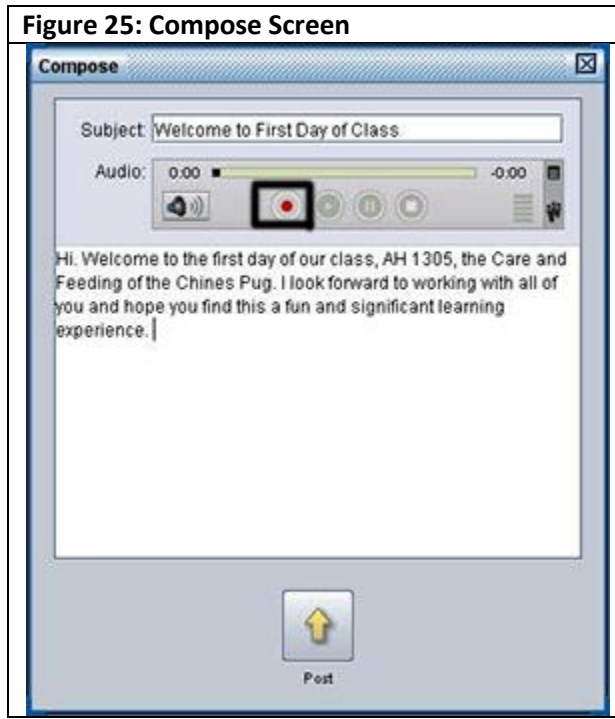 Figure 25: Compose Screen
Compose
Subject: Welcome to First Day of Class
Audio: 0:00 -0:00
Hi. Welcome to the first day of our class, AH 1305, the Care and
Feeding of the Chines Pug. I look forward to working with all of
you and hope you find this a fun and significant learning
experience.
Post